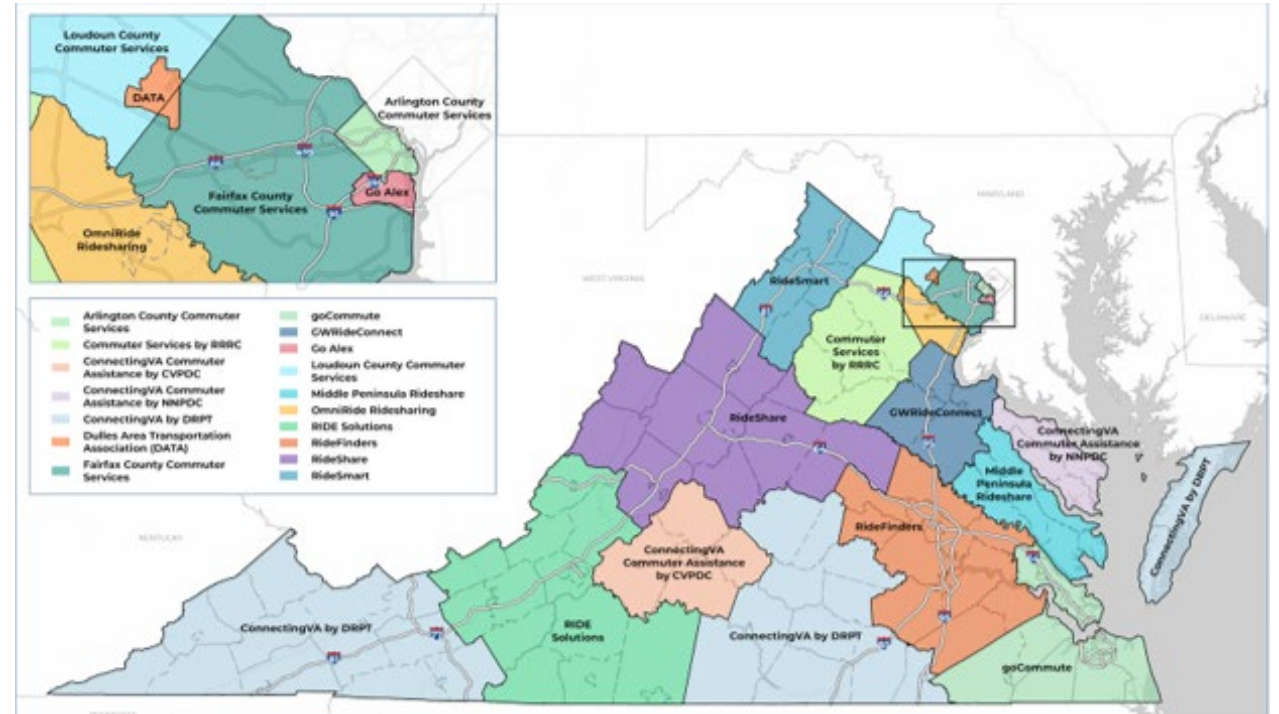 Loudoun County
Commuter Services
DATA
Arlington County
Commuter Services
Go Alex
Fairfax County
Commuter Services
OmniRide
Ridesharing
Arlington County Commuter
Services
Commuter Services by RRRC
ConnectingVA Commuter
Assistance by CVPDC
ConnectingVA Commuter
Assistance by NNPDC
ConnectingVA by DRPT
Dulles Area Transportation
Association (DATA)
Fairfax County Commuter
Services
goCommute
GWRideConnect
Go Alex
Loudoun County Commuter
Services
Middle Peninsula Rideshare
OmniRide Ridesharing
RIDE Solutions
RideFinders
RideShare
RideSmart
MARYLAND
WEST VIRGINIA
DELAWARE
KENTUCKY
RideSmart
Commuter
Services
by RRRC
RideShare
GWRideConnect
ConnectingVA
Commuter Assistance
by NNPDC
Middle
Peninsula
Rideshare
ConnectingVA by DRPT
RideFinders
ConnectingVA
Commuter Assistance
by CVPDC
ConnectingVA by DRPT
RIDE
Solutions
ConnectingVA by DRPT
goCommute